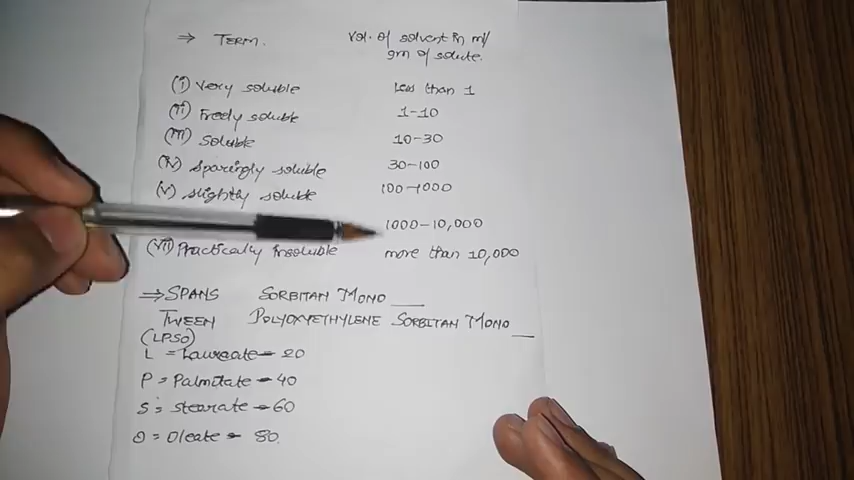 ⇒ TERM. Vol. of solvent in ml/
gm of solute.
(i) Very soluble Less than 1
(ii) Freely soluble 1-10
(iii) Soluble 10-30
(iv) Sparingly soluble 30-100
(v) Slightly soluble 100-1000
1000-10,000
(vii) Practically insoluble more than 10,000
⇒ SPANS SORBITAN MONO ___
TWEEN POLYOXYETHYLENE SORBITAN MONO __
(LPSO)
L = Laureate - 20
P = Palmitate - 40
S = Stearate - 60
O = Oleate - 80.